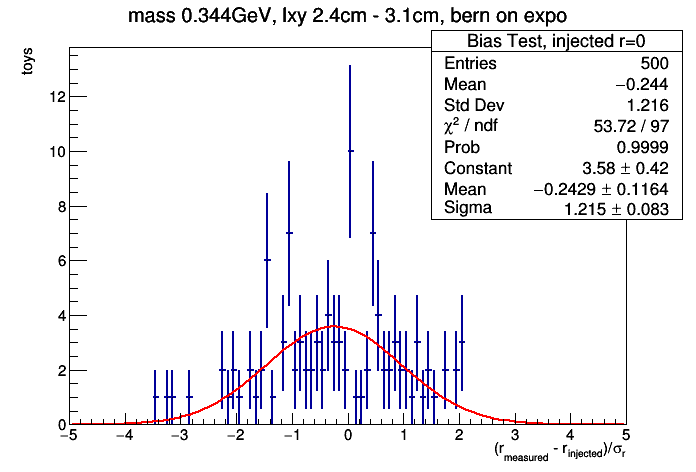 mass 0.344GeV, lxy 2.4cm - 3.1cm, bern on expo
toys
Bias Test, injected r=0
Entries 500
Mean −0.244
Std Dev 1.216
χ² / ndf 53.72 / 97
Prob 0.9999
Constant 3.58 ± 0.42
Mean −0.2429 ± 0.1164
Sigma 1.215 ± 0.083
12
10
8
6
4
2
0
−5 −4 −3 −2 −1 0 1 2 3 4 5
(r_measured - r_injected)/σ_r